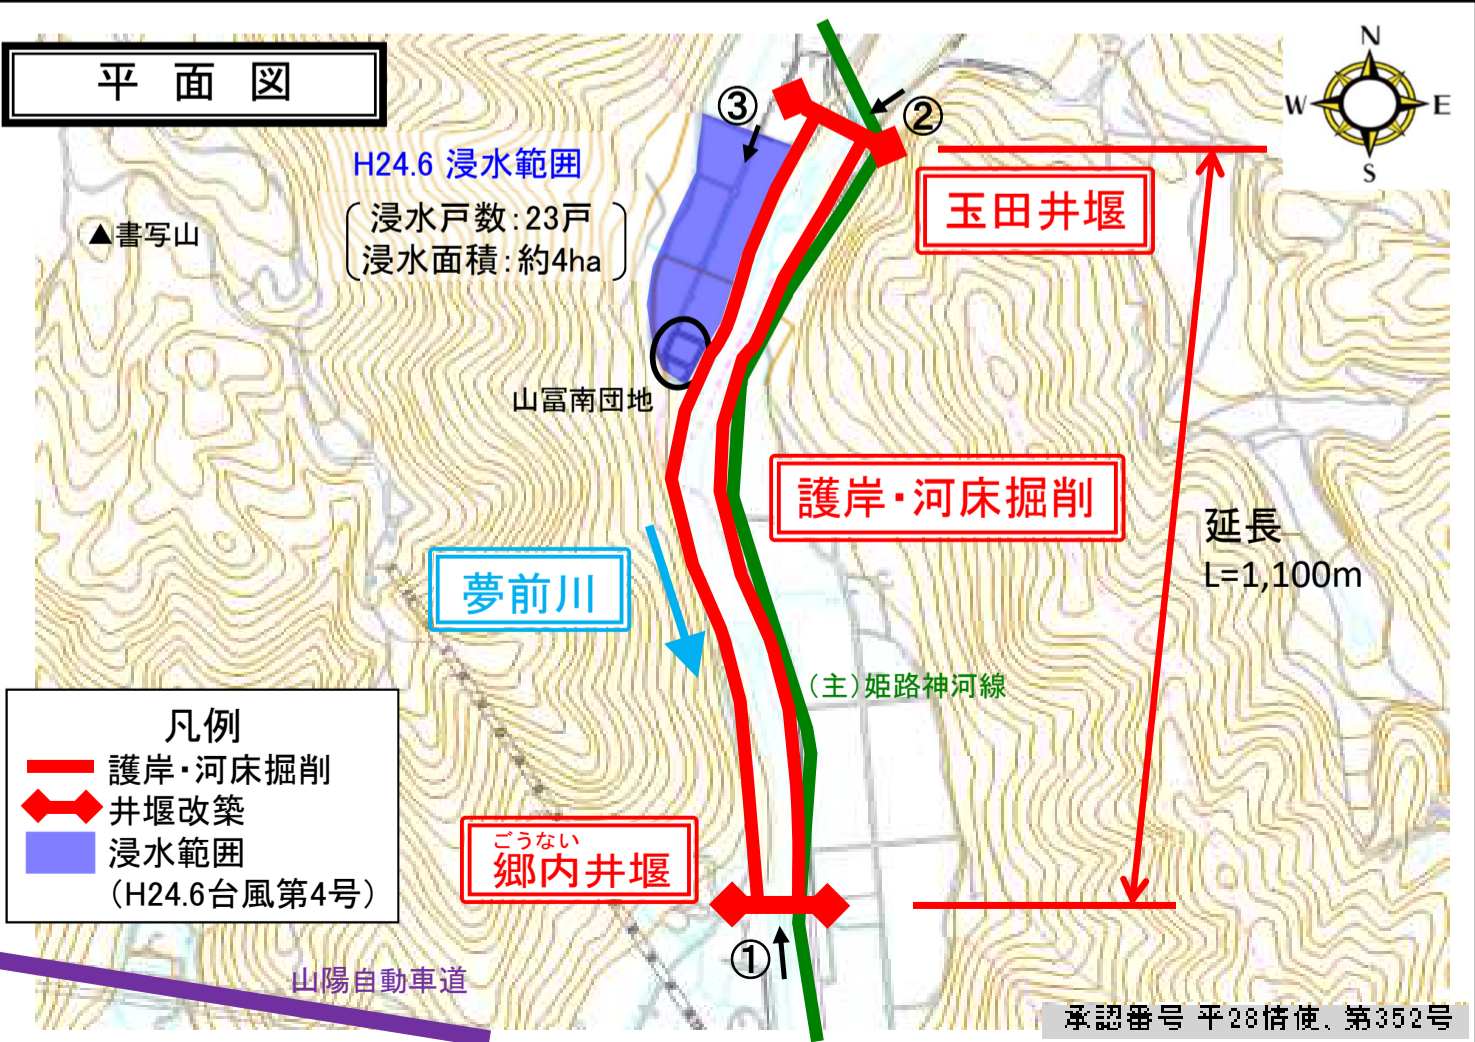 平面図
N
W
E
S
③
②
H24.6 浸水範囲
浸水戸数:23戸
浸水面積:約4ha
▲書写山
玉田井堰
山冨南団地
護岸・河床掘削
延長
L=1,100m
夢前川
(主)姫路神河線
凡例
護岸・河床掘削
井堰改築
浸水範囲
(H24.6台風第4号)
ごうない
郷内井堰
①
山陽自動車道
承認番号 平28情使、第352号